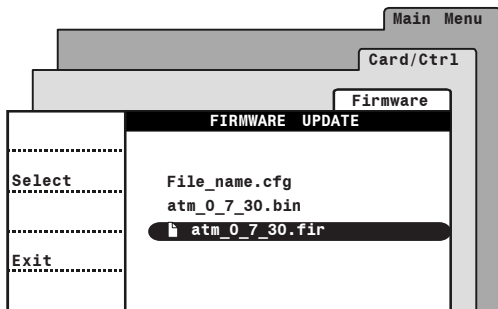 Main Menu
Card/Ctrl
Firmware
FIRMWARE UPDATE
Select
File_name.cfg
atm_0_7_30.bin
atm_0_7_30.fir
Exit